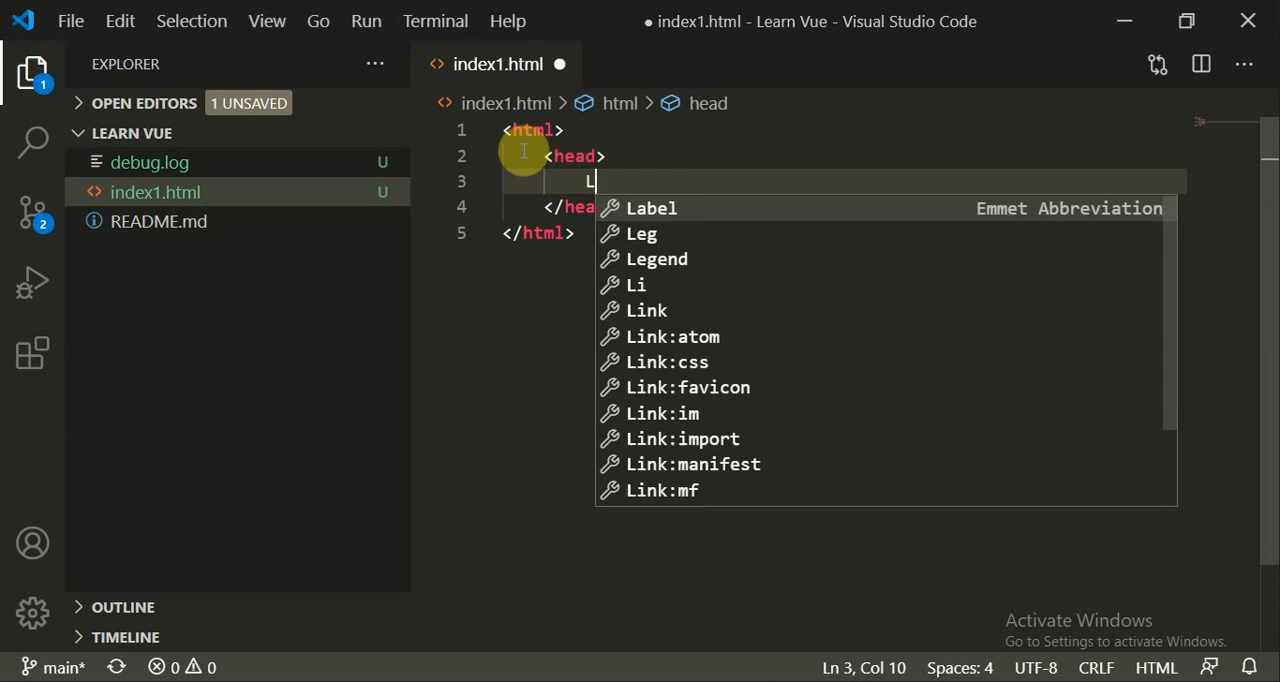 File Edit Selection View Go Run Terminal Help ● index1.html - Learn Vue - Visual Studio Code
EXPLORER ···
index1.html ●
OPEN EDITORS 1 UNSAVED
LEARN VUE
debug.log U
index1.html U
README.md
OUTLINE
TIMELINE
1
2
index1.html > html > head
1 <html>
2 <head>
3 L
4 </hea
5 </html>
Label Emmet Abbreviation
Leg
Legend
Li
Link
Link:atom
Link:css
Link:favicon
Link:im
Link:import
Link:manifest
Link:mf
Activate Windows
Go to Settings to activate Windows.
main* 0 0 Ln 3, Col 10 Spaces: 4 UTF-8 CRLF HTML